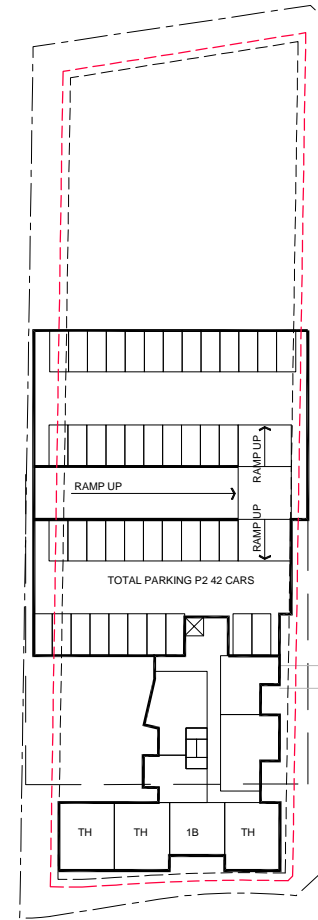 RAMP UP
RAMP UP
RAMP UP
TOTAL PARKING P2 42 CARS
TH
TH
1B
TH